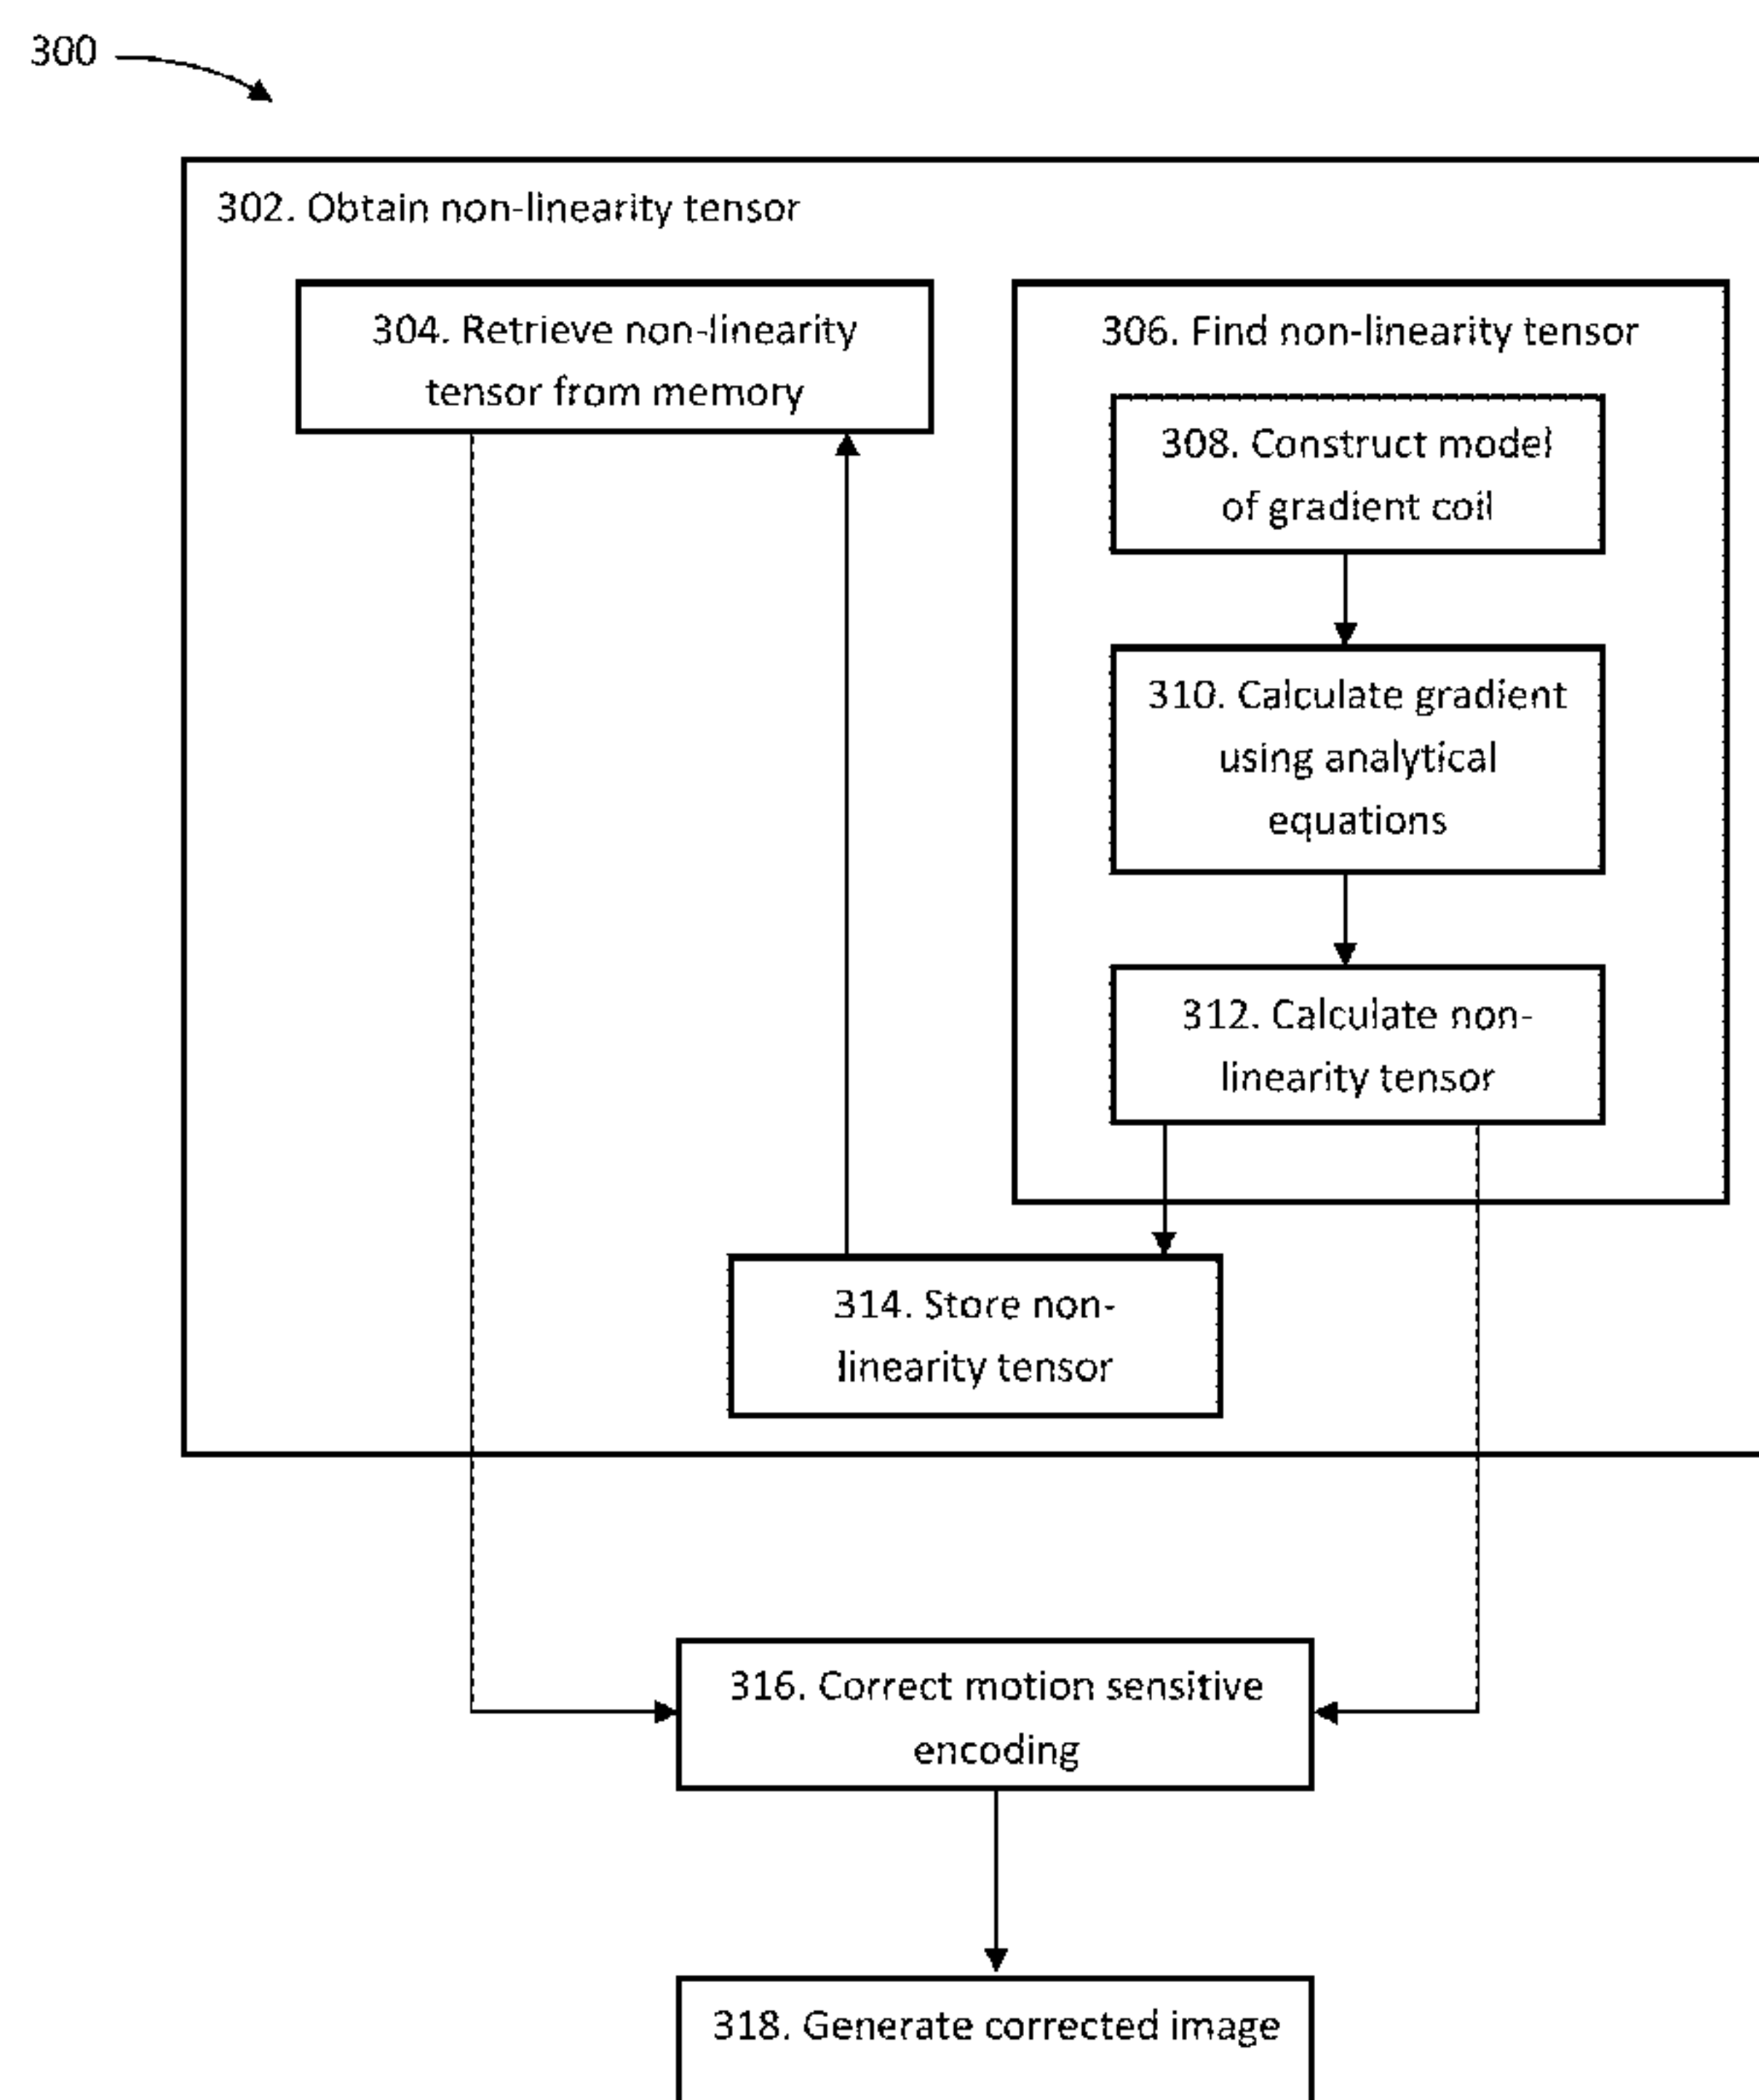 300
302. Obtain non-linearity tensor
304. Retrieve non-linearity
tensor from memory
306. Find non-linearity tensor
308. Construct model
of gradient coil
310. Calculate gradient
using analytical
equations
312. Calculate non-
linearity tensor
314. Store non-
linearity tensor
316. Correct motion sensitive
encoding
318. Generate corrected image